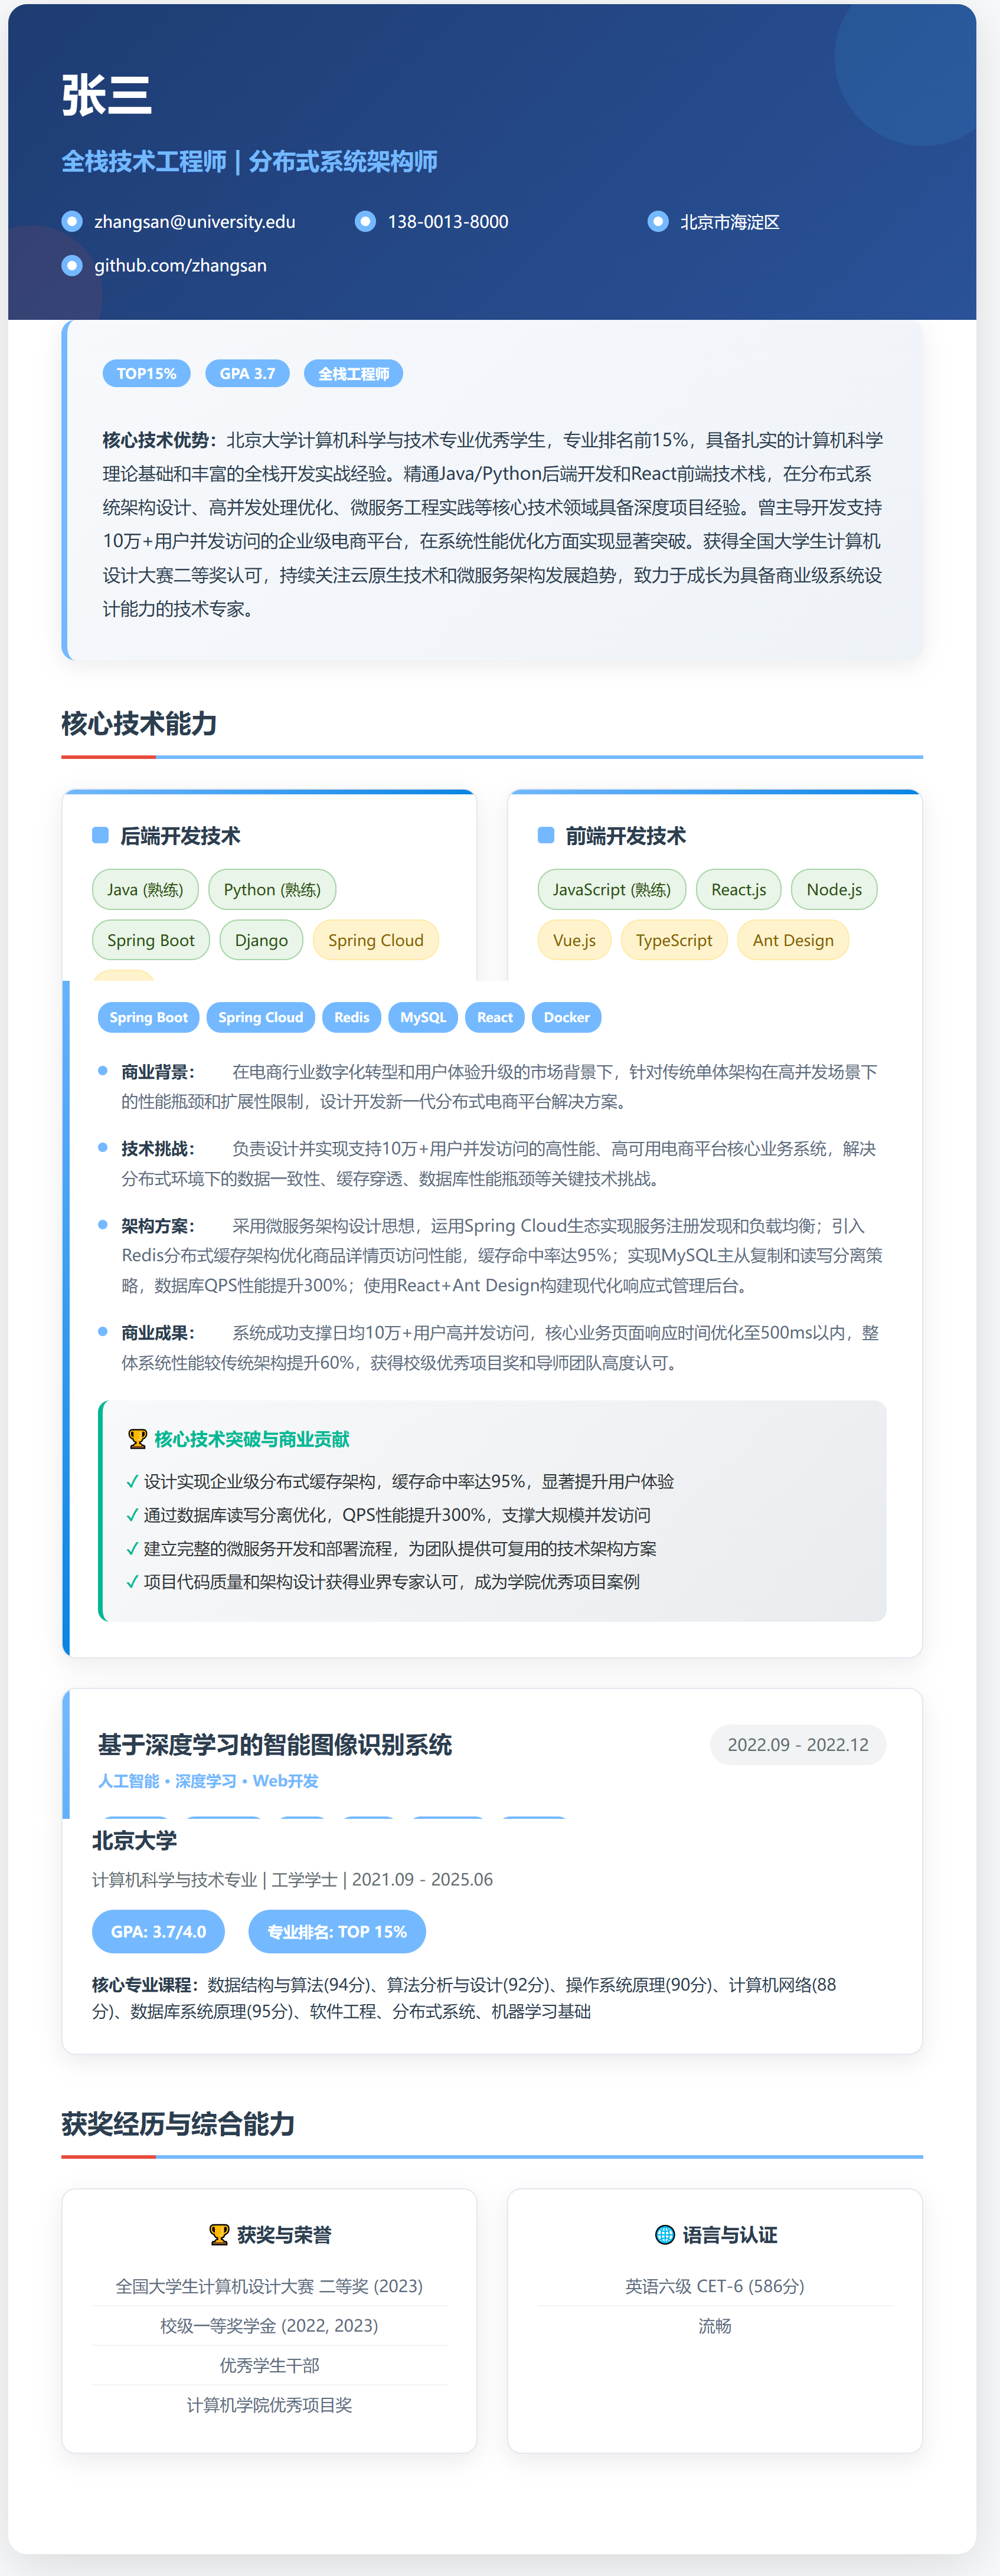 张三
全栈技术工程师 | 分布式系统架构师
zhangsan@university.edu
138-0013-8000
北京市海淀区
github.com/zhangsan
TOP15%
GPA 3.7
全栈工程师
核心技术优势：北京大学计算机科学与技术专业优秀学生，专业排名前15%，具备扎实的计算机科学
理论基础和丰富的全栈开发实战经验。精通Java/Python后端开发和React前端技术栈，在分布式系
统架构设计、高并发处理优化、微服务工程实践等核心技术领域具备深度项目经验。曾主导开发支持
10万+用户并发访问的企业级电商平台，在系统性能优化方面实现显著突破。获得全国大学生计算机
设计大赛二等奖认可，持续关注云原生技术和微服务架构发展趋势，致力于成长为具备商业级系统设
计能力的技术专家。
核心技术能力
后端开发技术
Java (熟练)
Python (熟练)
Spring Boot
Django
Spring Cloud
前端开发技术
JavaScript (熟练)
React.js
Node.js
Vue.js
TypeScript
Ant Design
Spring Boot
Spring Cloud
Redis
MySQL
React
Docker
商业背景： 在电商行业数字化转型和用户体验升级的市场背景下，针对传统单体架构在高并发场景下
的性能瓶颈和扩展性限制，设计开发新一代分布式电商平台解决方案。
技术挑战： 负责设计并实现支持10万+用户并发访问的高性能、高可用电商平台核心业务系统，解决
分布式环境下的数据一致性、缓存穿透、数据库性能瓶颈等关键技术挑战。
架构方案： 采用微服务架构设计思想，运用Spring Cloud生态实现服务注册发现和负载均衡；引入
Redis分布式缓存架构优化商品详情页访问性能，缓存命中率达95%；实现MySQL主从复制和读写分离策
略，数据库QPS性能提升300%；使用React+Ant Design构建现代化响应式管理后台。
商业成果： 系统成功支撑日均10万+用户高并发访问，核心业务页面响应时间优化至500ms以内，整
体系统性能较传统架构提升60%，获得校级优秀项目奖和导师团队高度认可。
🏆 核心技术突破与商业贡献
✓ 设计实现企业级分布式缓存架构，缓存命中率达95%，显著提升用户体验
✓ 通过数据库读写分离优化，QPS性能提升300%，支撑大规模并发访问
✓ 建立完整的微服务开发和部署流程，为团队提供可复用的技术架构方案
✓ 项目代码质量和架构设计获得业界专家认可，成为学院优秀项目案例
基于深度学习的智能图像识别系统
2022.09 - 2022.12
人工智能 • 深度学习 • Web开发
北京大学
计算机科学与技术专业 | 工学学士 | 2021.09 - 2025.06
GPA: 3.7/4.0
专业排名: TOP 15%
核心专业课程：数据结构与算法(94分)、算法分析与设计(92分)、操作系统原理(90分)、计算机网络(88
分)、数据库系统原理(95分)、软件工程、分布式系统、机器学习基础
获奖经历与综合能力
🏆 获奖与荣誉
全国大学生计算机设计大赛 二等奖 (2023)
校级一等奖学金 (2022, 2023)
优秀学生干部
计算机学院优秀项目奖
🌐 语言与认证
英语六级 CET-6 (586分)
流畅